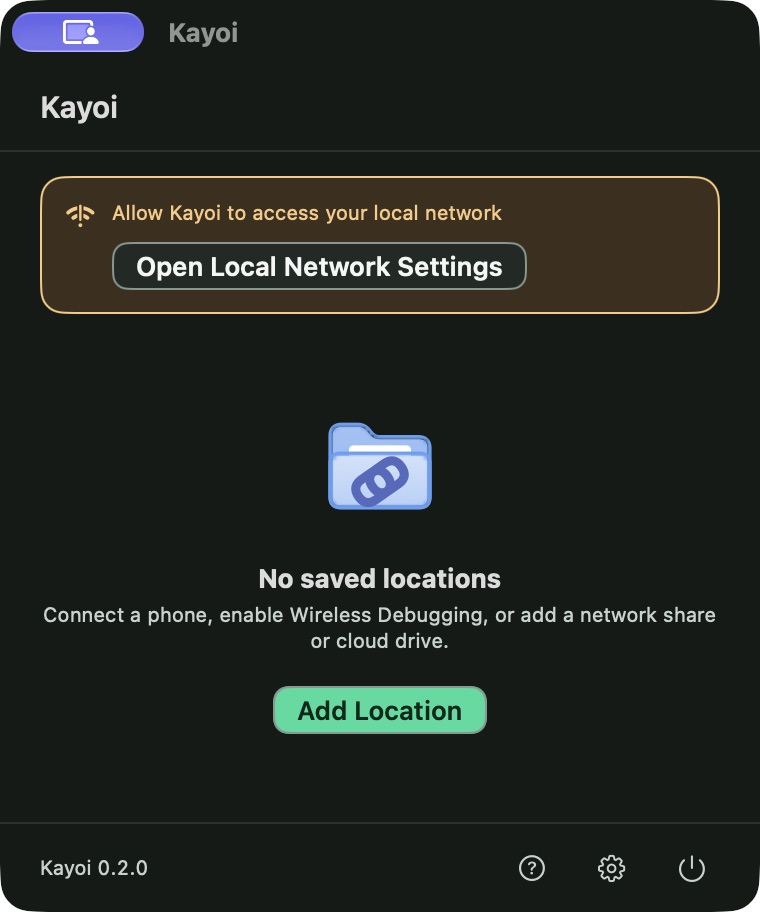 Kayoi
Kayoi
Allow Kayoi to access your local network
Open Local Network Settings
No saved locations
Connect a phone, enable Wireless Debugging, or add a network share
or cloud drive.
Add Location
Kayoi 0.2.0
?